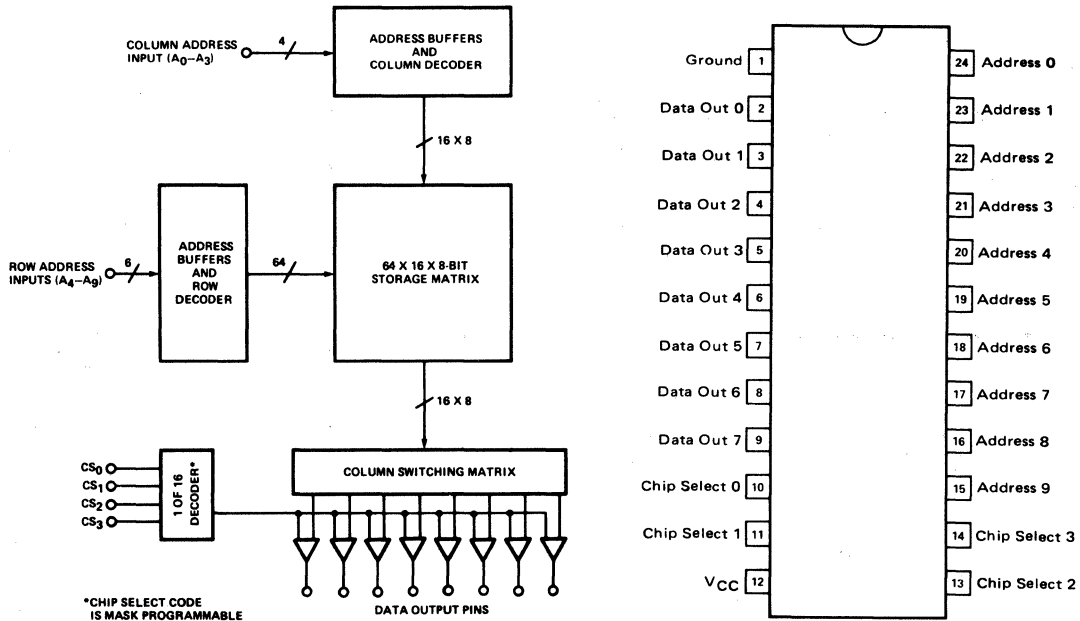 COLUMN ADDRESS
INPUT (A0–A3)
4
ADDRESS BUFFERS
AND
COLUMN DECODER
16 X 8
ROW ADDRESS
INPUTS (A4–A9)
6
ADDRESS
BUFFERS
AND
ROW
DECODER
64
64 X 16 X 8-BIT
STORAGE MATRIX
16 X 8
CS0
CS1
CS2
CS3
1 OF 16
DECODER*
COLUMN SWITCHING MATRIX
DATA OUTPUT PINS
*CHIP SELECT CODE
IS MASK PROGRAMMABLE
Ground 1
Data Out 0 2
Data Out 1 3
Data Out 2 4
Data Out 3 5
Data Out 4 6
Data Out 5 7
Data Out 6 8
Data Out 7 9
Chip Select 0 10
Chip Select 1 11
VCC 12
24 Address 0
23 Address 1
22 Address 2
21 Address 3
20 Address 4
19 Address 5
18 Address 6
17 Address 7
16 Address 8
15 Address 9
14 Chip Select 3
13 Chip Select 2